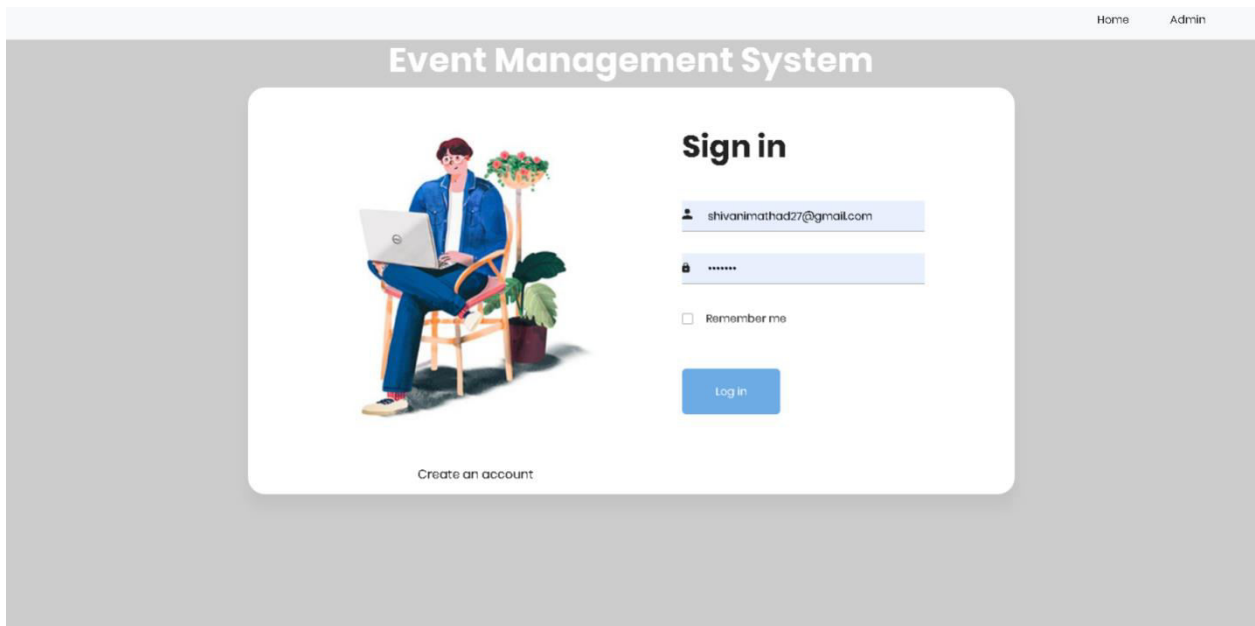 Home Admin
Event Management System
Sign in
shivanimathad27@gmail.com
•••••••
Remember me
Log in
Create an account